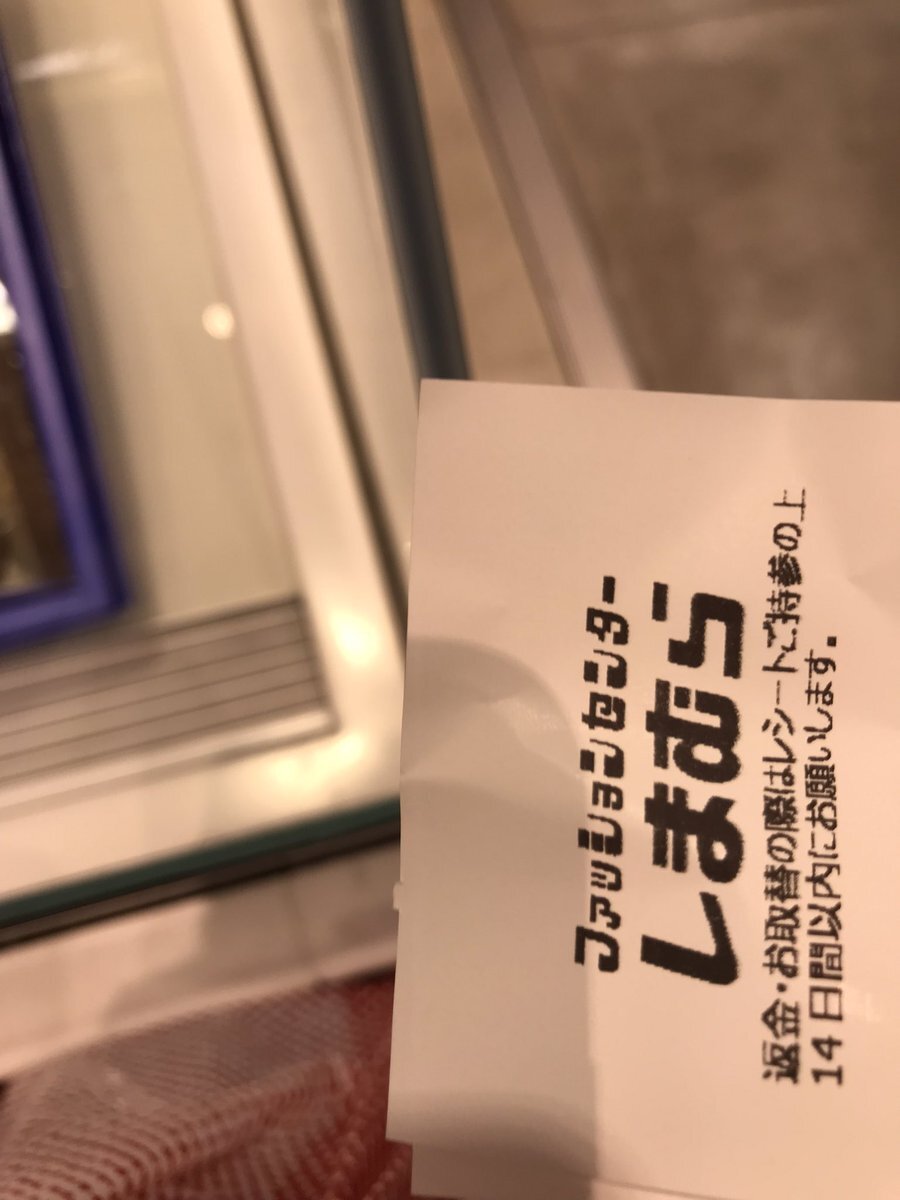 ファッションセンター
しまむら
返金・お取替の際はレシートご持参の上
14日間以内にお願いします。